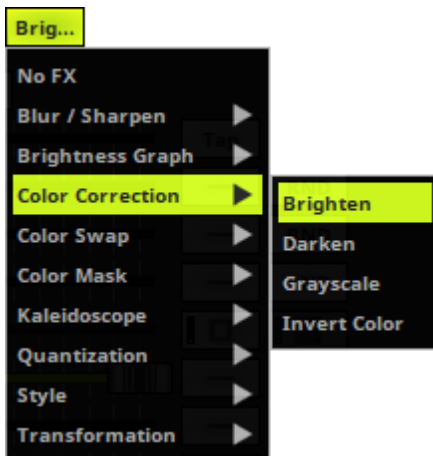 Brig...
No FX
Blur / Sharpen
Brightness Graph
Color Correction
Color Swap
Color Mask
Kaleidoscope
Quantization
Style
Transformation
Brighten
Darken
Grayscale
Invert Color